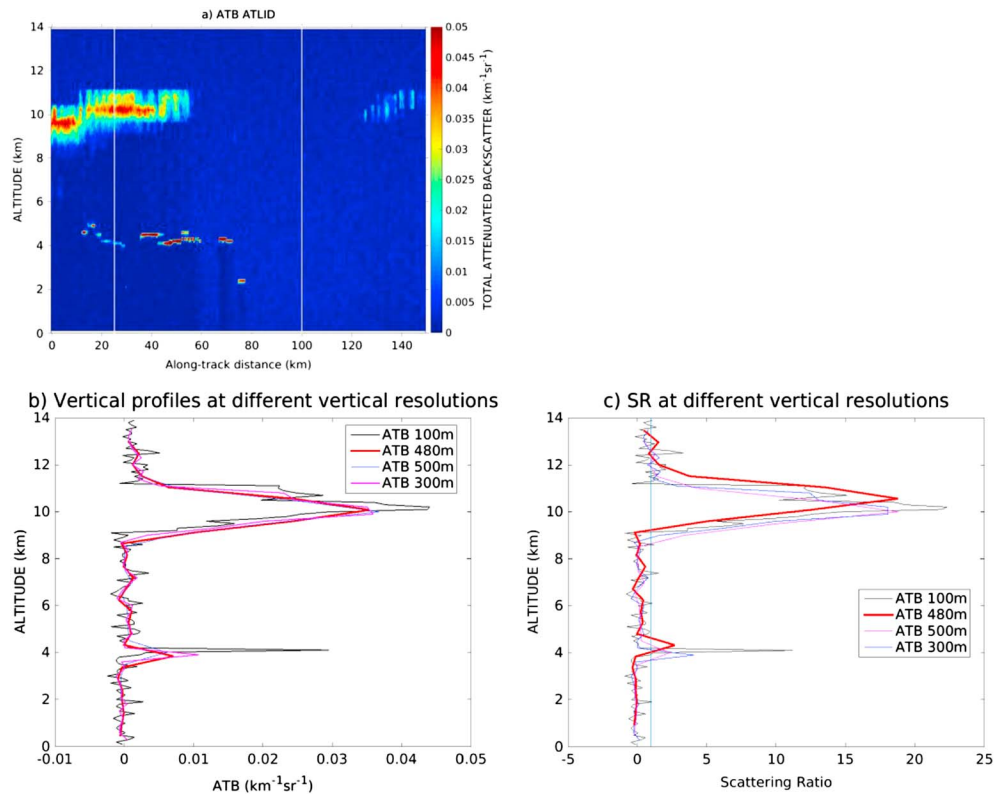 a) ATB ATLID
14
12
10
8
6
4
2
0
ALTITUDE (km)
0 20 40 60 80 100 120 140
Along-track distance (km)
0.05
0.045
0.04
0.035
0.03
0.025
0.02
0.015
0.01
0.005
0
TOTAL ATTENUATED BACKSCATTER (km⁻¹sr⁻¹)
b) Vertical profiles at different vertical resolutions
14
12
10
8
6
4
2
0
ALTITUDE (km)
ATB 100m
ATB 480m
ATB 500m
ATB 300m
-0.01 0 0.01 0.02 0.03 0.04 0.05
ATB (km⁻¹sr⁻¹)
c) SR at different vertical resolutions
14
12
10
8
6
4
2
0
ALTITUDE (km)
ATB 100m
ATB 480m
ATB 500m
ATB 300m
-5 0 5 10 15 20 25
Scattering Ratio